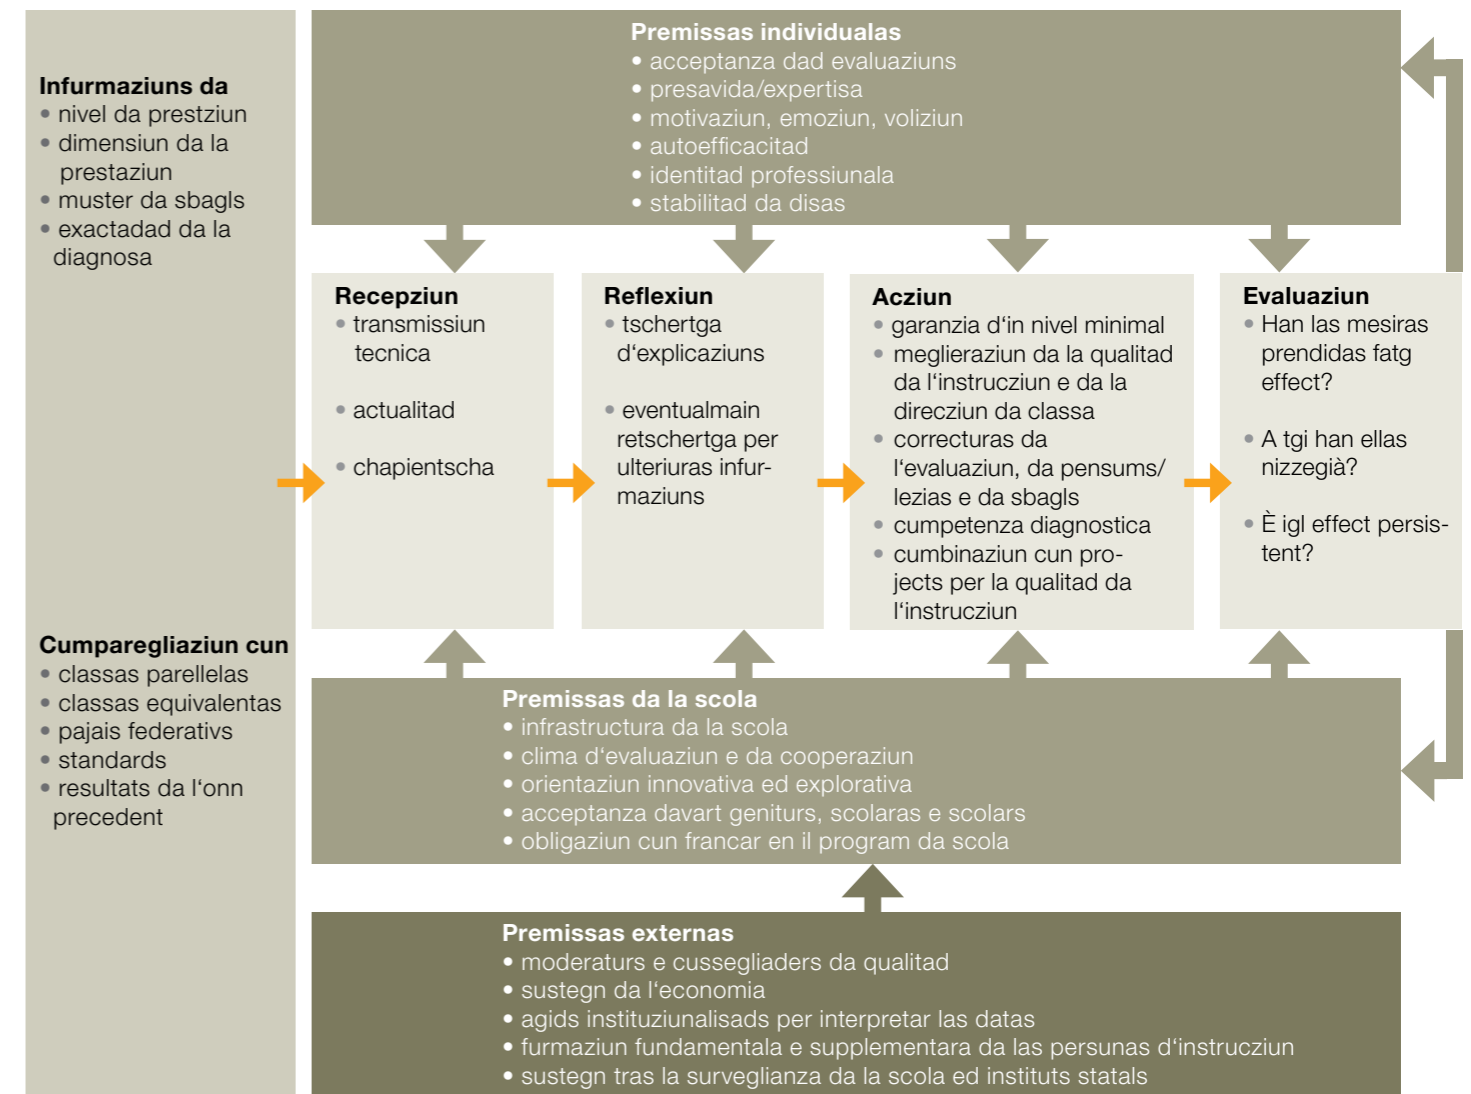 Infurmaziuns da
• nivel da prestziun
• dimensiun da la
prestaziun
• muster da sbagls
• exactadad da la
diagnosa
Cumparegliaziun cun
• classas parellelas
• classas equivalentas
• pajais federativs
• standards
• resultats da l‘onn
precedent
Premissas individualas
• acceptanza dad evaluaziuns
• presavida/expertisa
• motivaziun, emoziun, voliziun
• autoefficacitad
• identitad professiunala
• stabilitad da disas
Recepziun
• transmissiun
tecnica
• actualitad
• chapientscha
Reflexiun
• tschertga
d‘explicaziuns
• eventualmain
retschertga per
ulteriuras infur-
maziuns
Acziun
• garanzia d‘in nivel minimal
• meglieraziun da la qualitad
da l‘instrucziun e da la
direcziun da classa
• correcturas da
l‘evaluaziun, da pensums/
lezias e da sbagls
• cumpetenza diagnostica
• cumbinaziun cun pro-
jects per la qualitad da
l‘instrucziun
Evaluaziun
• Han las mesiras
prendidas fatg
effect?
• A tgi han ellas
nizzegià?
• È igl effect persis-
tent?
Premissas da la scola
• infrastructura da la scola
• clima d‘evaluaziun e da cooperaziun
• orientaziun innovativa ed explorativa
• acceptanza davart geniturs, scolaras e scolars
• obligaziun cun francar en il program da scola
Premissas externas
• moderaturs e cussegliaders da qualitad
• sustegn da l‘economia
• agids instituziunalisads per interpretar las datas
• furmaziun fundamentala e supplementara da las persunas d‘instrucziun
• sustegn tras la surveglianza da la scola ed instituts statals